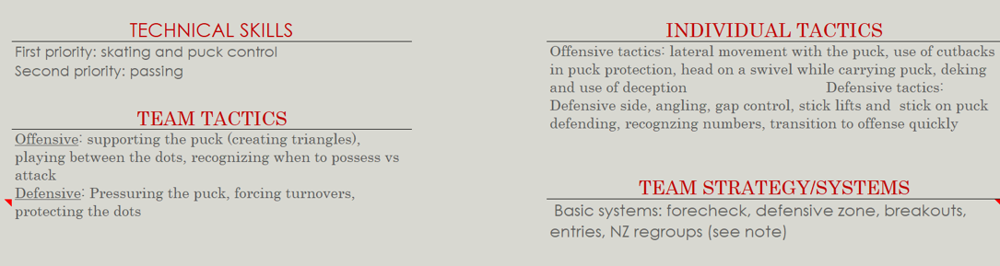 TECHNICAL SKILLS
First priority: skating and puck control
Second priority: passing
TEAM TACTICS
Offensive: supporting the puck (creating triangles),
playing between the dots, recognizing when to possess vs
attack
Defensive: Pressuring the puck, forcing turnovers,
protecting the dots
INDIVIDUAL TACTICS
Offensive tactics: lateral movement with the puck, use of cutbacks
in puck protection, head on a swivel while carrying puck, deking
and use of deception Defensive tactics:
Defensive side, angling, gap control, stick lifts and stick on puck
defending, recognzing numbers, transition to offense quickly
TEAM STRATEGY/SYSTEMS
Basic systems: forecheck, defensive zone, breakouts,
entries, NZ regroups (see note)